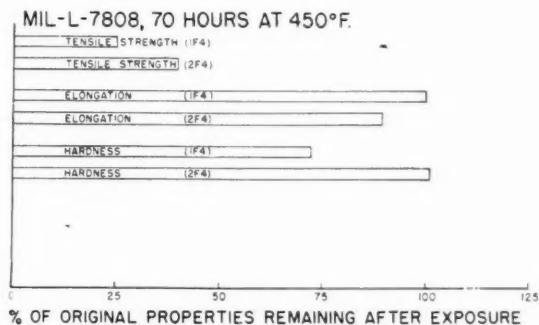 MIL-L-7808, 70 HOURS AT 450°F.
TENSILE STRENGTH (1F4)
TENSILE STRENGTH (2F4)
ELONGATION (1F4)
ELONGATION (2F4)
HARDNESS (1F4)
HARDNESS (2F4)
0 25 50 75 100 125
% OF ORIGINAL PROPERTIES REMAINING AFTER EXPOSURE